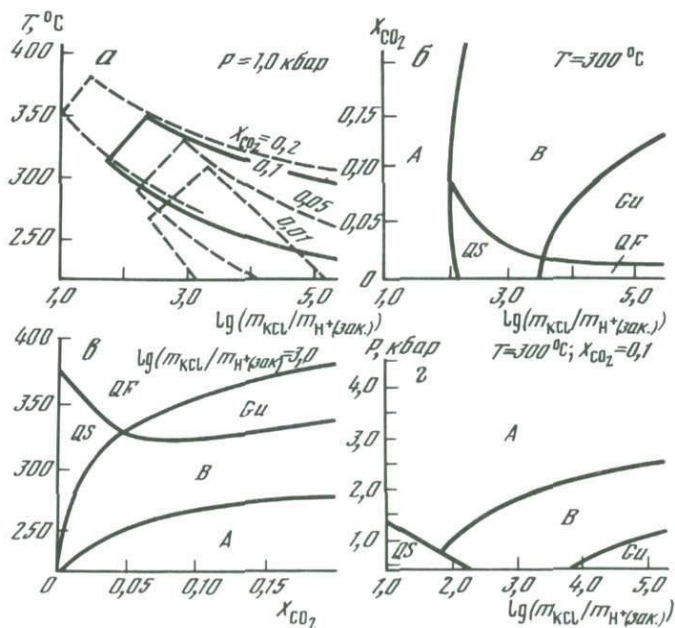 T, °C
400
350
300
250
а
P = 1,0 кбар
X_CO2 = 0,2
0,1
0,05
0,01
1,0 3,0 5,0
lg(m_KCl/m_H+(зак.))
X_CO2
0,15
0,10
0,05
0
б
T=300 °C
A
B
Gu
QS
QF
1,0 2,0 3,0 4,0 5,0
lg(m_KCl/m_H+(зак.))
400
350
300
250
в
lg(m_KCl/m_H+(зак.))=3,0
QF
QS
Gu
B
A
0 0,05 0,10 0,15
X_CO2
P, кбар
4,0
3,0
2,0
1,0
г
T=300°C; X_CO2=0,1
A
B
QS
Gu
1,0 2,0 3,0 4,0 5,0
lg(m_KCl/m_H+(зак.))